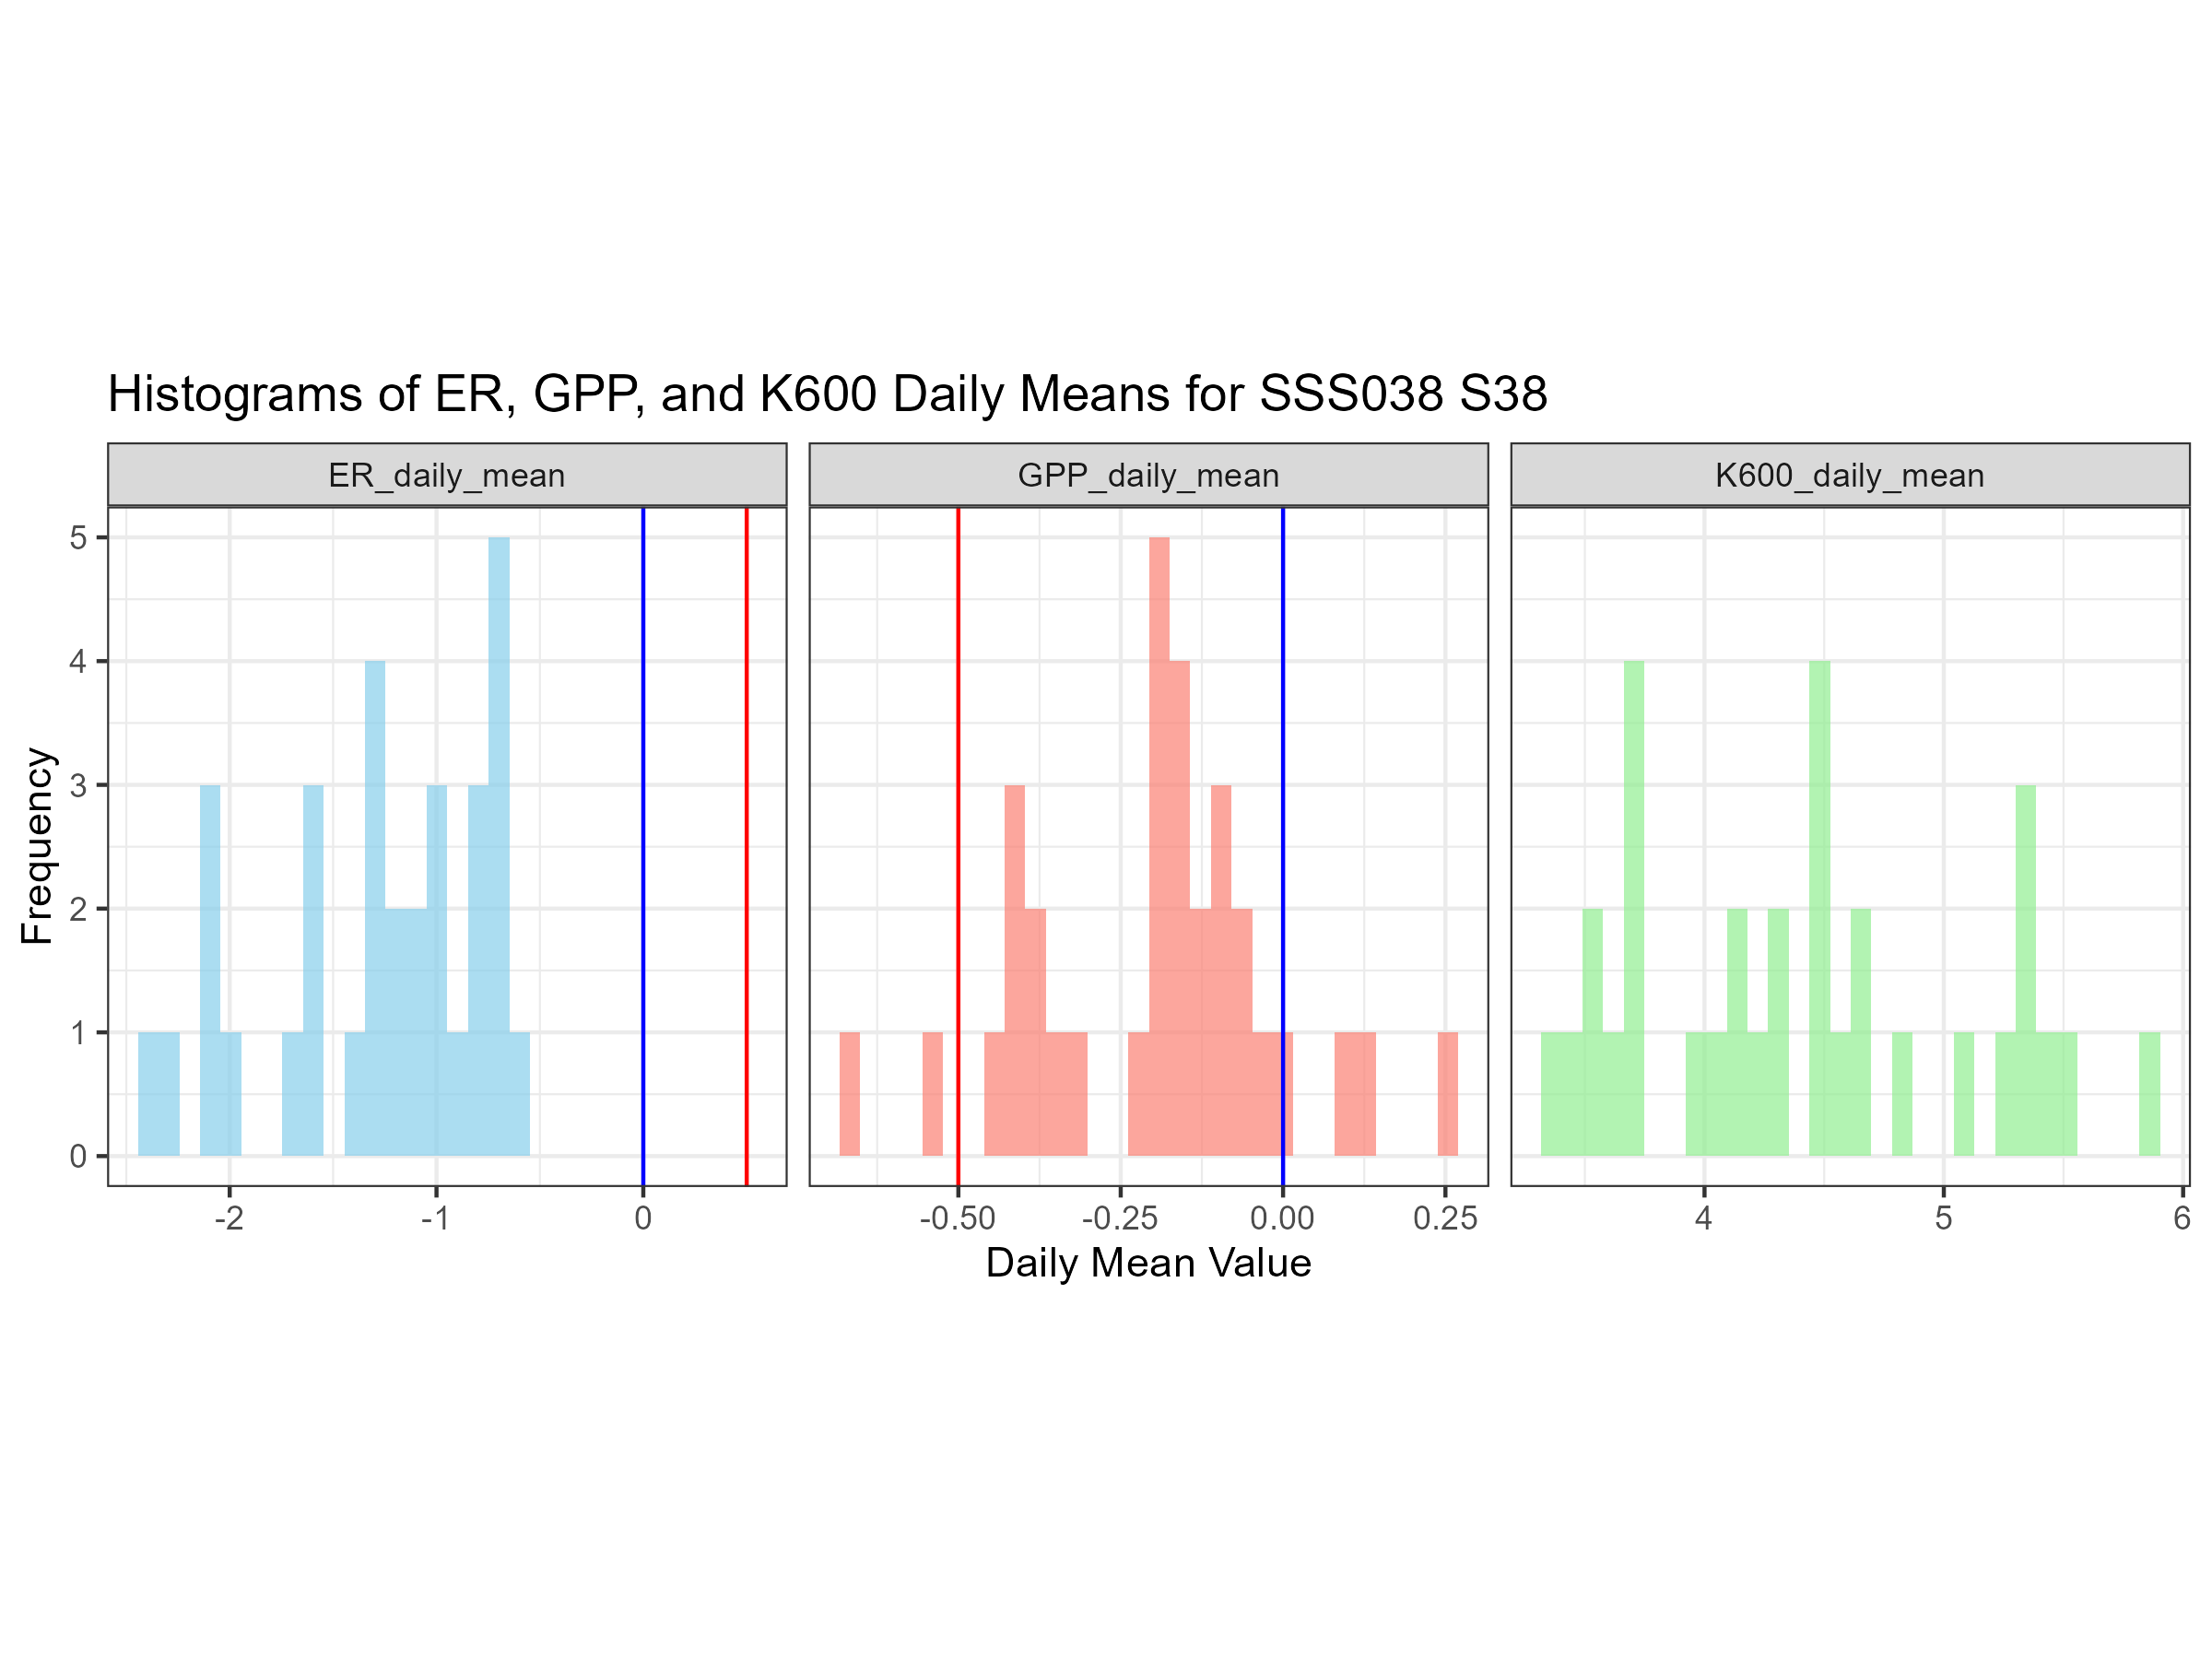 Histograms of ER, GPP, and K600 Daily Means for SSS038 S38
ER_daily_mean GPP_daily_mean K600_daily_mean
5
4
3
2
1
0
Frequency
-2 -1 0 -0.50 -0.25 0.00 0.25 4 5 6
Daily Mean Value